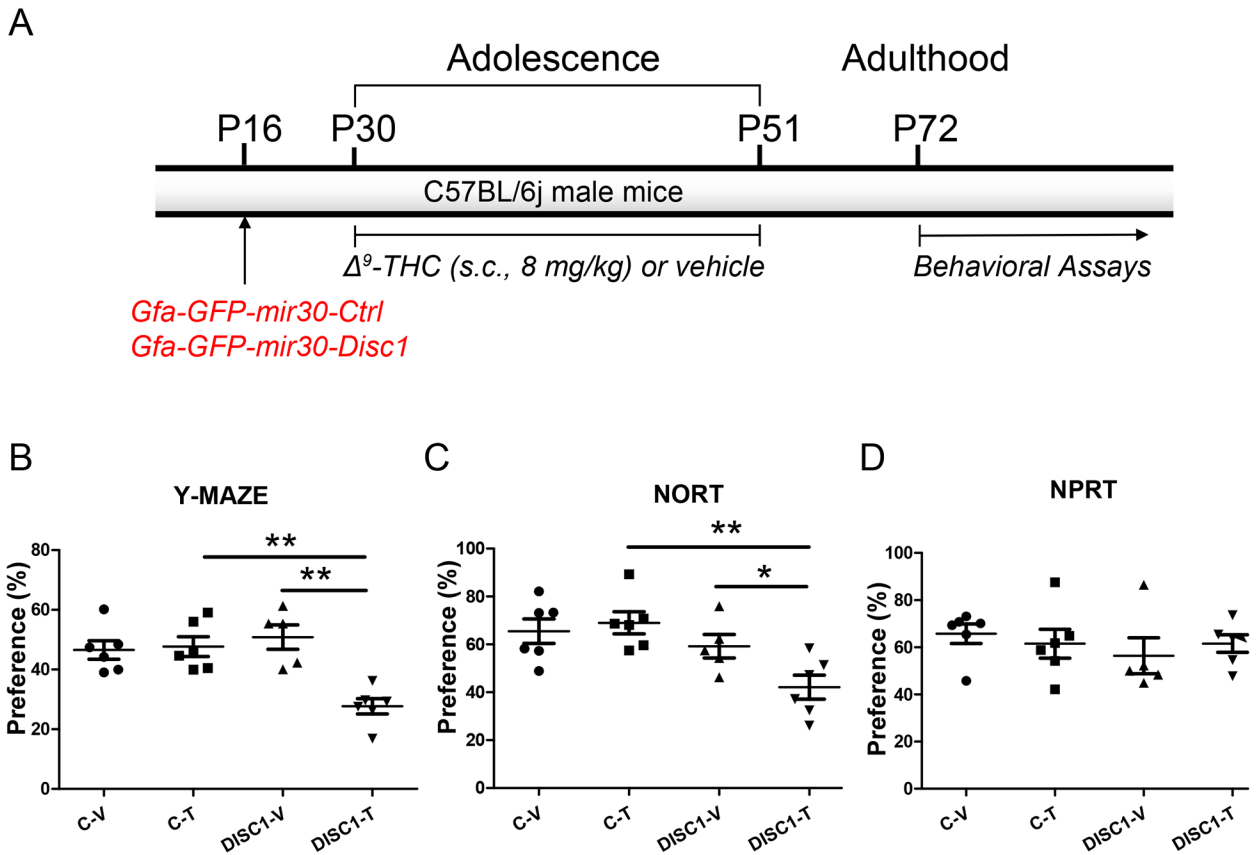 A
Adolescence
Adulthood
P16
P30
P51
P72
C57BL/6j male mice
Δ⁹-THC (s.c., 8 mg/kg) or vehicle
Behavioral Assays
Gfa-GFP-mir30-Ctrl
Gfa-GFP-mir30-Disc1
B
Y-MAZE
Preference (%)
80
60
40
20
0
**
**
C-V
C-T
DISC1-V
DISC1-T
C
NORT
Preference (%)
100
80
60
40
20
0
**
*
C-V
C-T
DISC1-V
DISC1-T
D
NPRT
Preference (%)
100
80
60
40
20
0
C-V
C-T
DISC1-V
DISC1-T